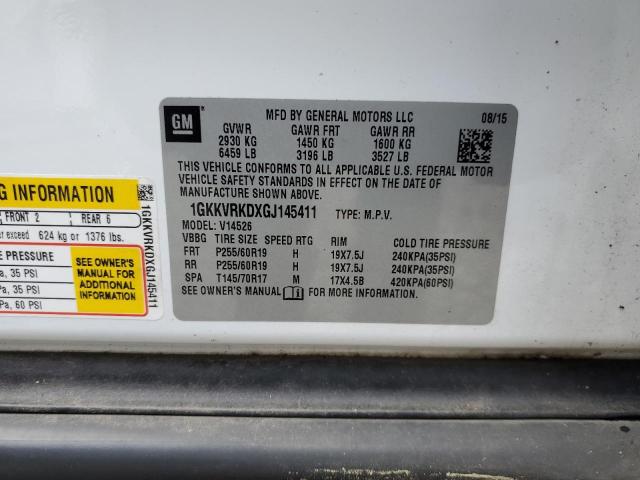 GM
MFD BY GENERAL MOTORS LLC 08/15
GVWR GAWR FRT GAWR RR
2930 KG 1450 KG 1600 KG
6459 LB 3196 LB 3527 LB
THIS VEHICLE CONFORMS TO ALL APPLICABLE U.S. FEDERAL MOTOR
VEHICLE SAFETY STANDARDS IN EFFECT ON THE DATE OF
MANUFACTURE SHOWN ABOVE.
1GKKVRKDXGJ145411 TYPE: M.P.V.
MODEL: V14526
VBBG TIRE SIZE SPEED RTG RIM COLD TIRE PRESSURE
FRT P255/60R19 H 19X7.5J 240KPA(35PSI)
RR P255/60R19 H 19X7.5J 240KPA(35PSI)
SPA T145/70R17 M 17X4.5B 420KPA(60PSI)
SEE OWNER'S MANUAL i FOR MORE INFORMATION.
G INFORMATION
FRONT 2 REAR 6
exceed 624 kg or 1376 lbs.
a, 35 PSI
a, 35 PSI
Pa, 60 PSI
SEE OWNER'S
MANUAL FOR
ADDITIONAL
INFORMATION
1GKKVRKDXGJ145411